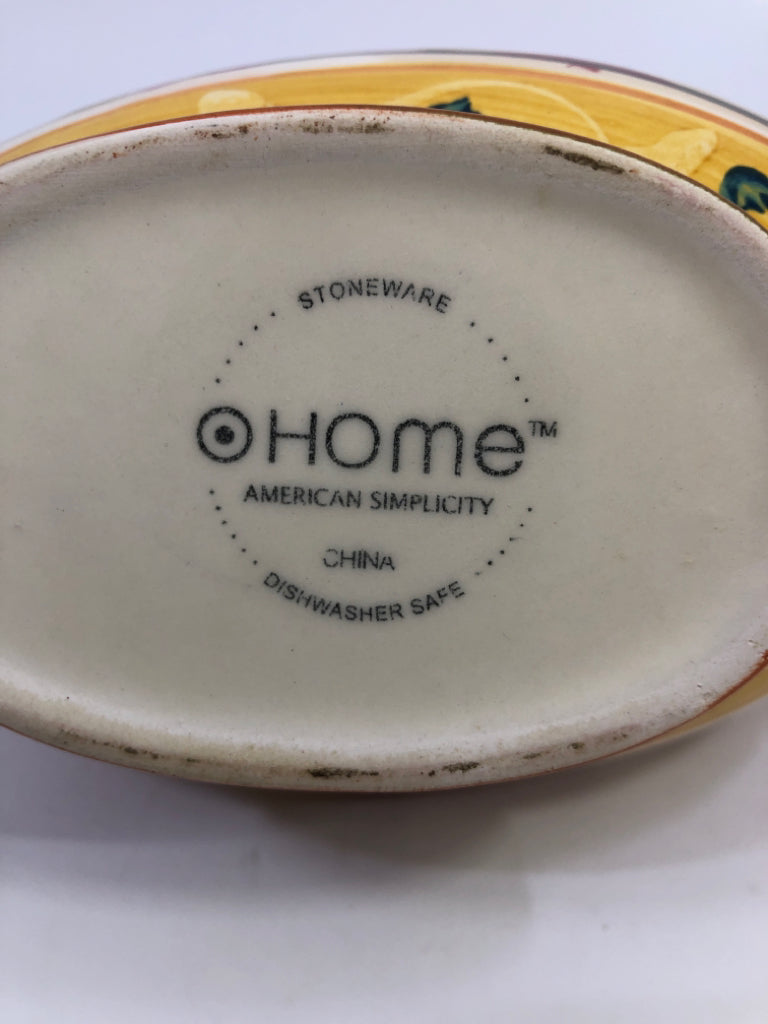 STONEWARE
HOme™
AMERICAN SIMPLICITY
CHINA
DISHWASHER SAFE